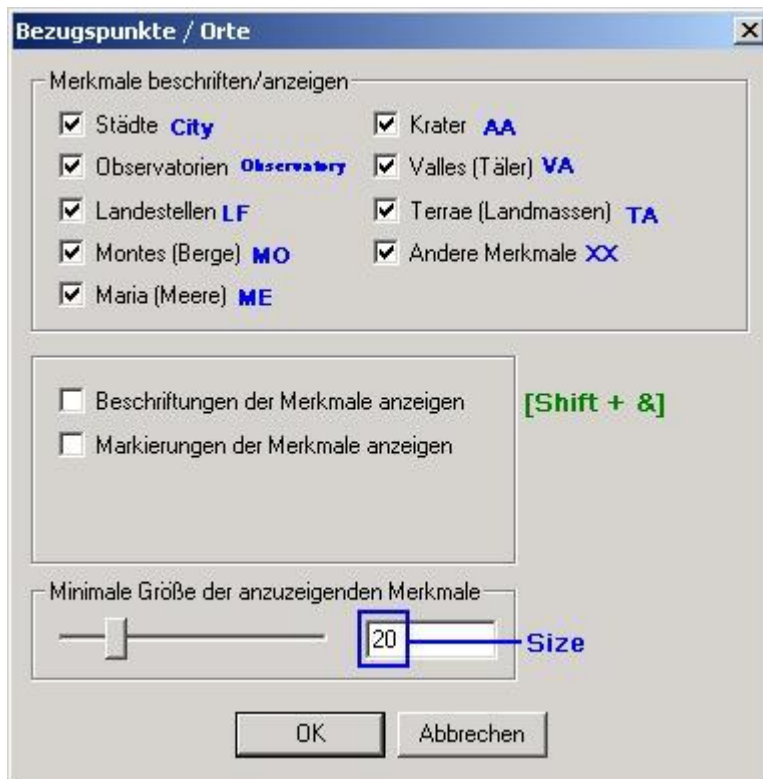 Bezugspunkte / Orte
Merkmale beschriften/anzeigen
Städte City
Krater AA
Observatorien Observatory
Valles (Täler) VA
Landestellen LF
Terrae (Landmassen) TA
Montes (Berge) MO
Andere Merkmale XX
Maria (Meere) ME
Beschriftungen der Merkmale anzeigen [Shift + &]
Markierungen der Merkmale anzeigen
Minimale Größe der anzuzeigenden Merkmale
20 Size
OK Abbrechen